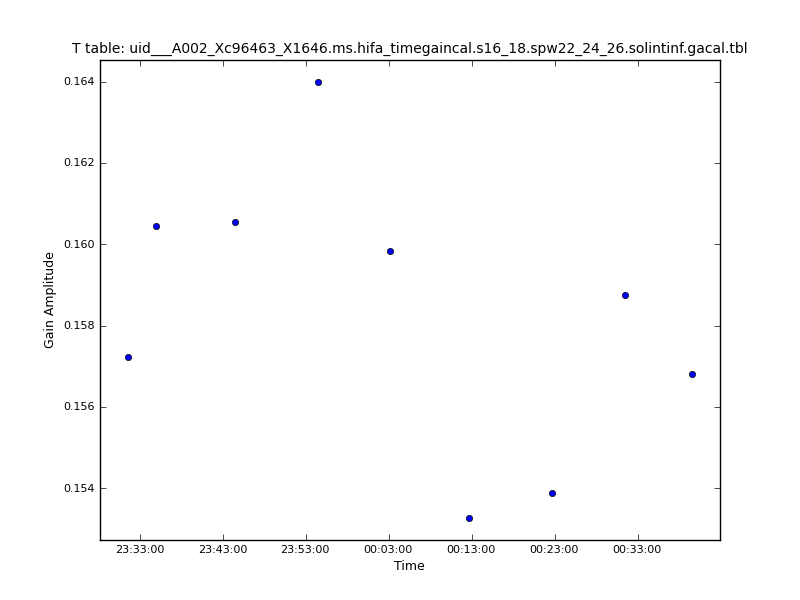 T table: uid___A002_Xc96463_X1646.ms.hifa_timegaincal.s16_18.spw22_24_26.solintinf.gacal.tbl
0.164
0.162
0.160
0.158
0.156
0.154
Gain Amplitude
23:33:00 23:43:00 23:53:00 00:03:00 00:13:00 00:23:00 00:33:00
Time